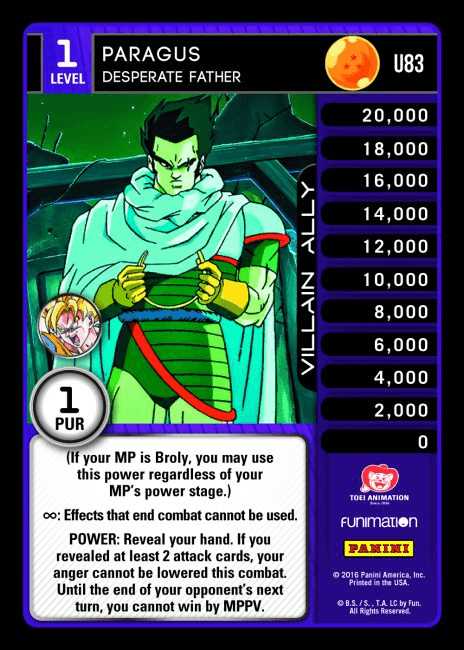 1
LEVEL
PARAGUS
DESPERATE FATHER
U83
20,000
18,000
16,000
14,000
12,000
10,000
8,000
6,000
4,000
2,000
0
VILLAIN ALLY
1
PUR
(If your MP is Broly, you may use
this power regardless of your
MP's power stage.)
∞: Effects that end combat cannot be used.
POWER: Reveal your hand. If you
revealed at least 2 attack cards, your
anger cannot be lowered this combat.
Until the end of your opponent's next
turn, you cannot win by MPPV.
TOEI ANIMATION
Since 1956
FUNIMATION
PANINI
© 2016 Panini America, Inc.
Printed in the USA.
© B.S. / S. , T.A. LC by Fun.
All Rights Reserved.